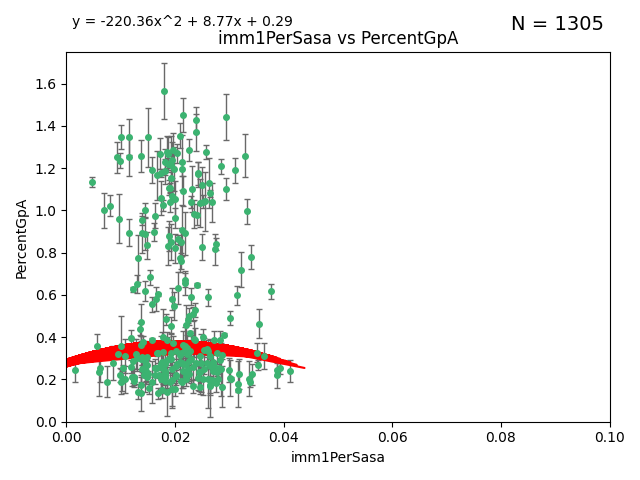 y = -220.36x^2 + 8.77x + 0.29
N = 1305
imm1PerSasa vs PercentGpA
PercentGpA
1.6
1.4
1.2
1.0
0.8
0.6
0.4
0.2
0.0
0.00 0.02 0.04 0.06 0.08 0.10
imm1PerSasa